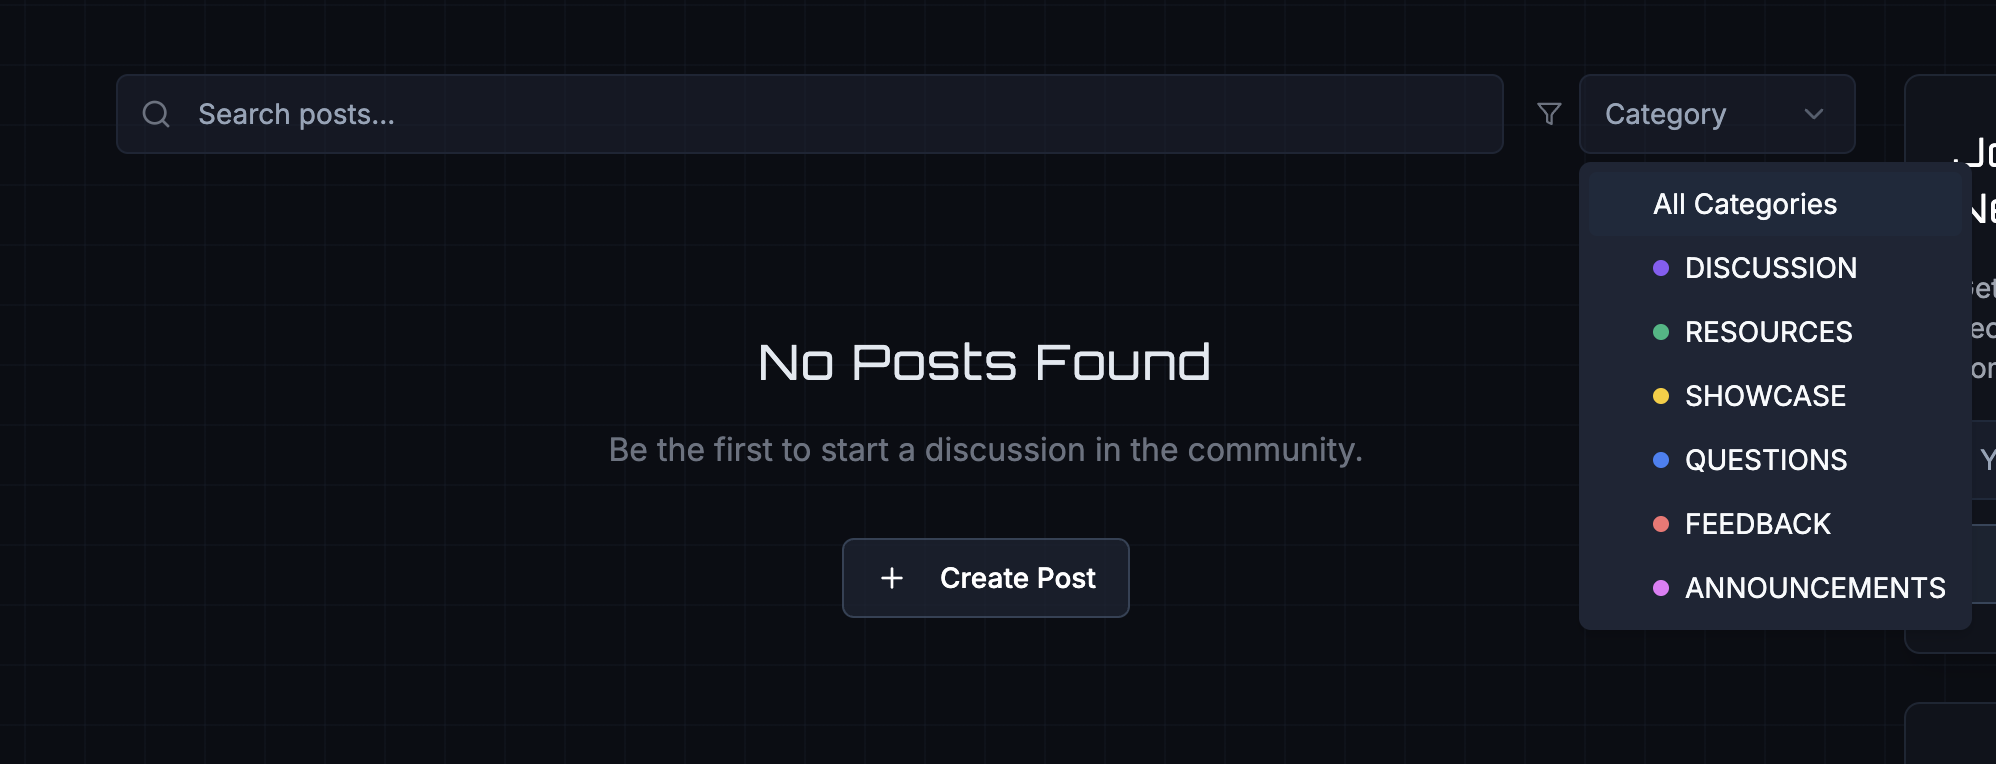 Search posts...
Category
All Categories
DISCUSSION
RESOURCES
SHOWCASE
QUESTIONS
FEEDBACK
ANNOUNCEMENTS
No Posts Found
Be the first to start a discussion in the community.
Create Post